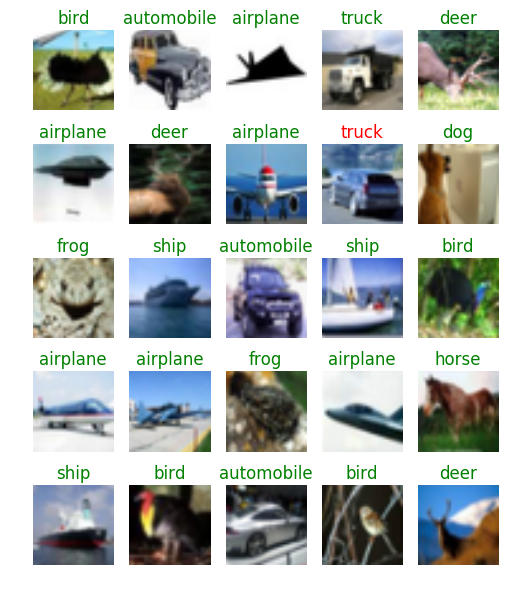 bird automobile airplane truck deer
airplane deer airplane truck dog
frog ship automobile ship bird
airplane airplane frog airplane horse
ship bird automobile bird deer